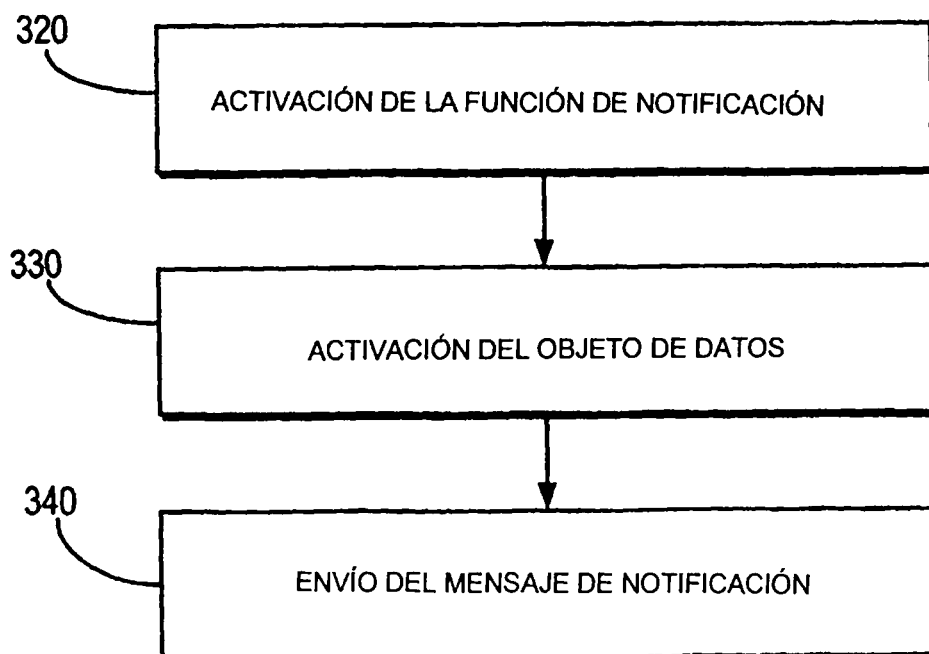 320
ACTIVACIÓN DE LA FUNCIÓN DE NOTIFICACIÓN
330
ACTIVACIÓN DEL OBJETO DE DATOS
340
ENVÍO DEL MENSAJE DE NOTIFICACIÓN